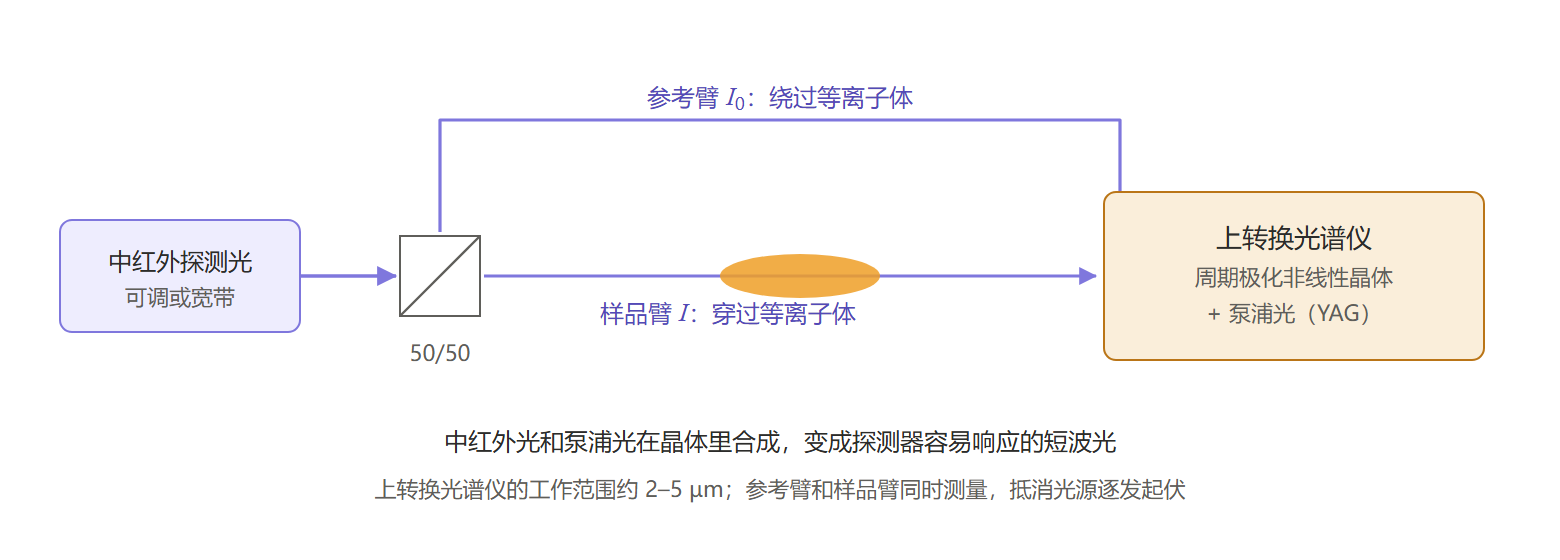 参考臂 I₀：绕过等离子体
中红外探测光
可调或宽带
50/50
样品臂 I：穿过等离子体
上转换光谱仪
周期极化非线性晶体
+ 泵浦光（YAG）
中红外光和泵浦光在晶体里合成，变成探测器容易响应的短波光
上转换光谱仪的工作范围约 2–5 μm；参考臂和样品臂同时测量，抵消光源逐发起伏